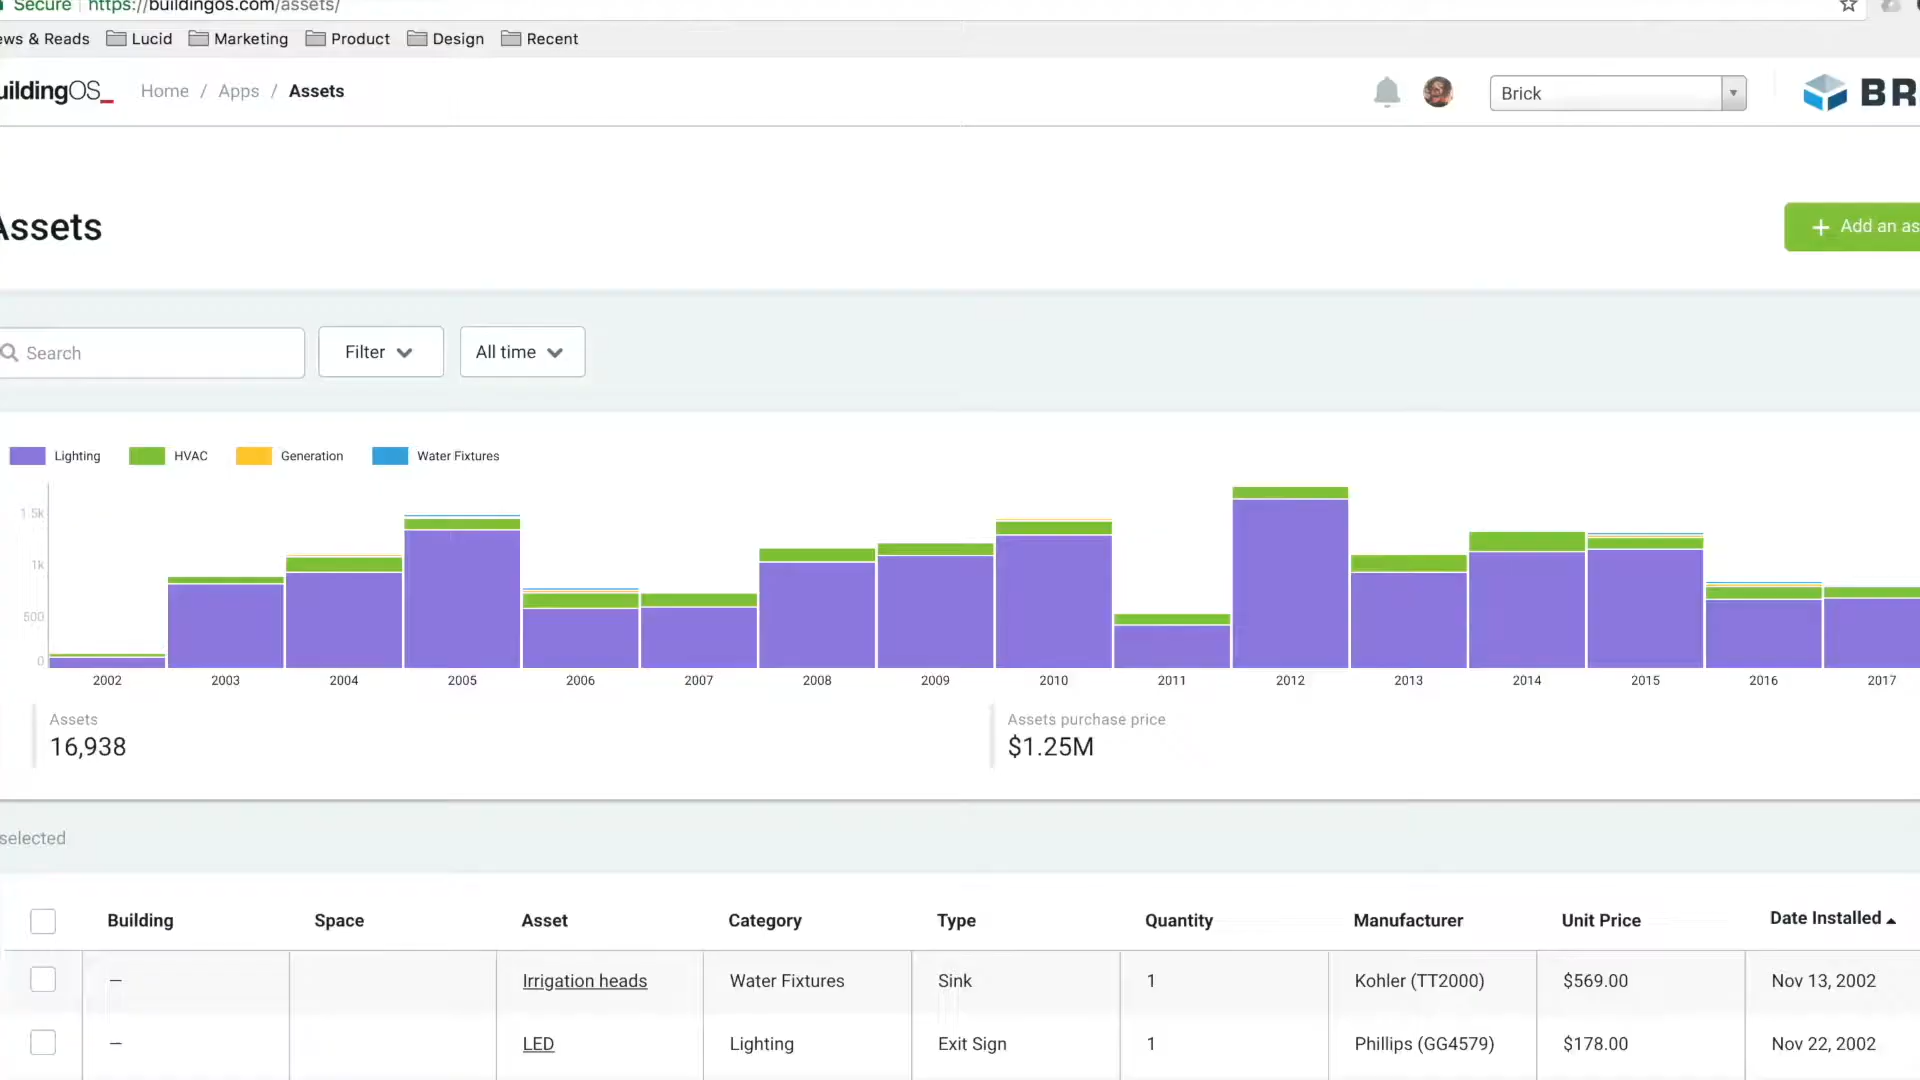 Secure https://buildingos.com/assets/
ews & Reads Lucid Marketing Product Design Recent
uildingOS_ Home / Apps / Assets Brick BR
Assets
+ Add an as
Search Filter All time
Lighting HVAC Generation Water Fixtures
1.5k
1k
500
0
2002 2003 2004 2005 2006 2007 2008 2009 2010 2011 2012 2013 2014 2015 2016 2017
Assets Assets purchase price
16,938 $1.25M
selected
Building Space Asset Category Type Quantity Manufacturer Unit Price Date Installed
– Irrigation heads Water Fixtures Sink 1 Kohler (TT2000) $569.00 Nov 13, 2002
– LED Lighting Exit Sign 1 Phillips (GG4579) $178.00 Nov 22, 2002